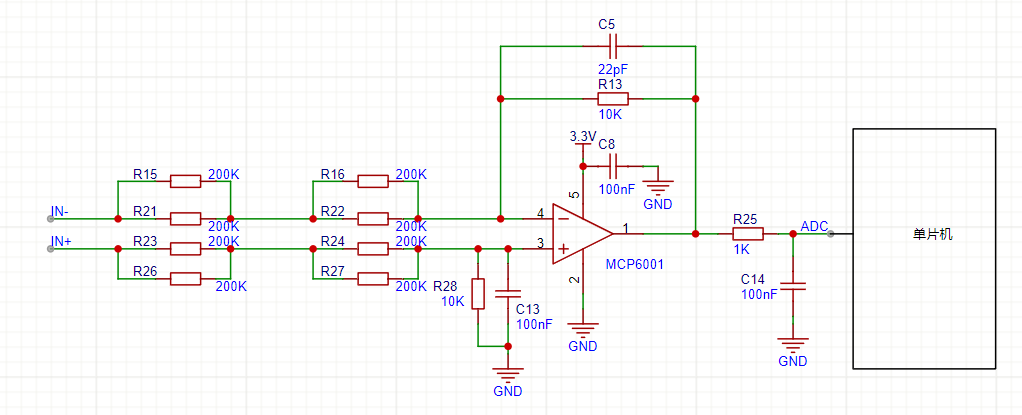 C5
22pF
R13
10K
3.3V
C8
100nF
GND
5
R15 200K
R16 200K
IN-
R21 200K
R22 200K
4
IN+
R23 200K
R24 200K
3
1
R26 200K
R27 200K
R28
10K
C13
100nF
GND
2
GND
MCP6001
R25
1K
ADC
C14
100nF
GND
单片机